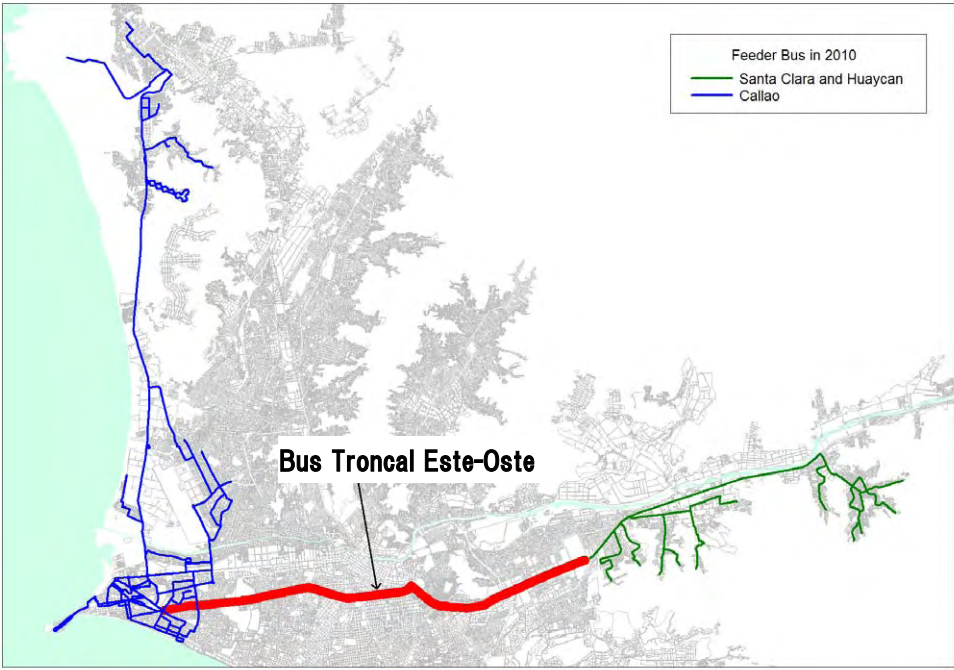 Feeder Bus in 2010
Santa Clara and Huaycan
Callao
Bus Troncal Este-Oste